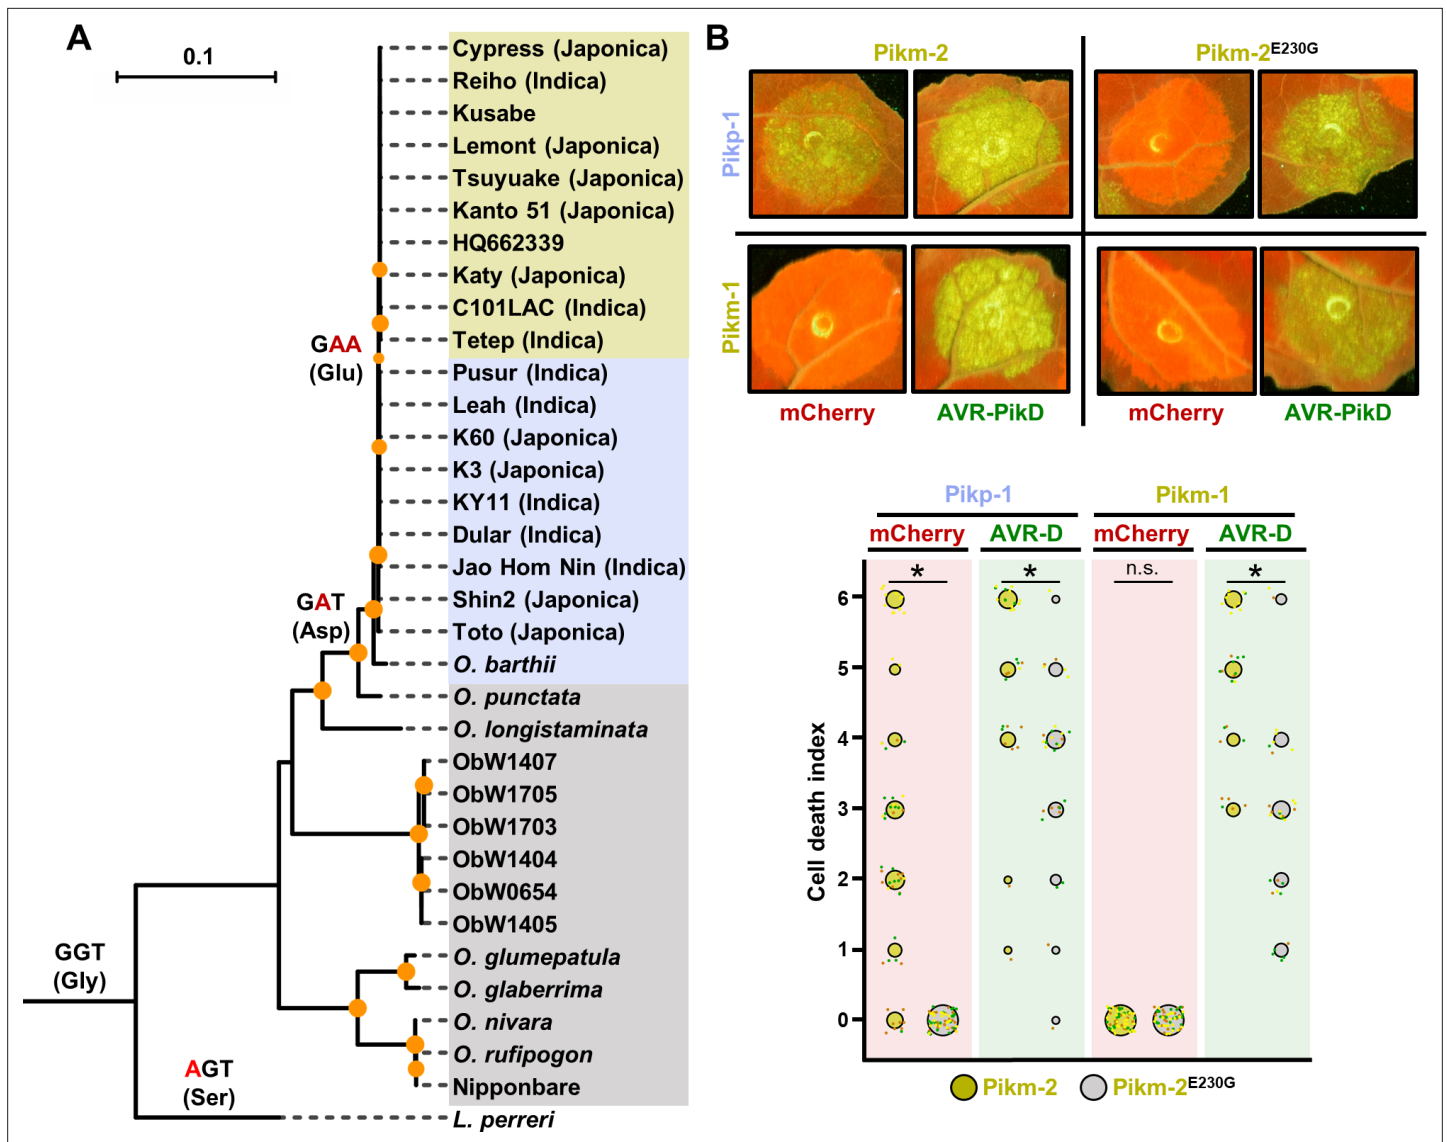 A
0.1
Cypress (Japonica)
Reiho (Indica)
Kusabe
Lemont (Japonica)
Tsuyuake (Japonica)
Kanto 51 (Japonica)
HQ662339
Katy (Japonica)
C101LAC (Indica)
Tetep (Indica)
Pusur (Indica)
Leah (Indica)
K60 (Japonica)
K3 (Japonica)
KY11 (Indica)
Dular (Indica)
Jao Hom Nin (Indica)
Shin2 (Japonica)
Toto (Japonica)
O. barthii
O. punctata
O. longistaminata
ObW1407
ObW1705
ObW1703
ObW1404
ObW0654
ObW1405
O. glumepatula
O. glaberrima
O. nivara
O. rufipogon
Nipponbare
L. perreri
GAA
(Glu)
GAT
(Asp)
GGT
(Gly)
AGT
(Ser)
B
Pikm-2
Pikm-2E230G
Pikp-1
Pikm-1
mCherry
AVR-PikD
mCherry
AVR-PikD
Pikp-1
Pikm-1
mCherry
AVR-D
mCherry
AVR-D
*
*
n.s.
*
Cell death index
6
5
4
3
2
1
0
Pikm-2
Pikm-2E230G